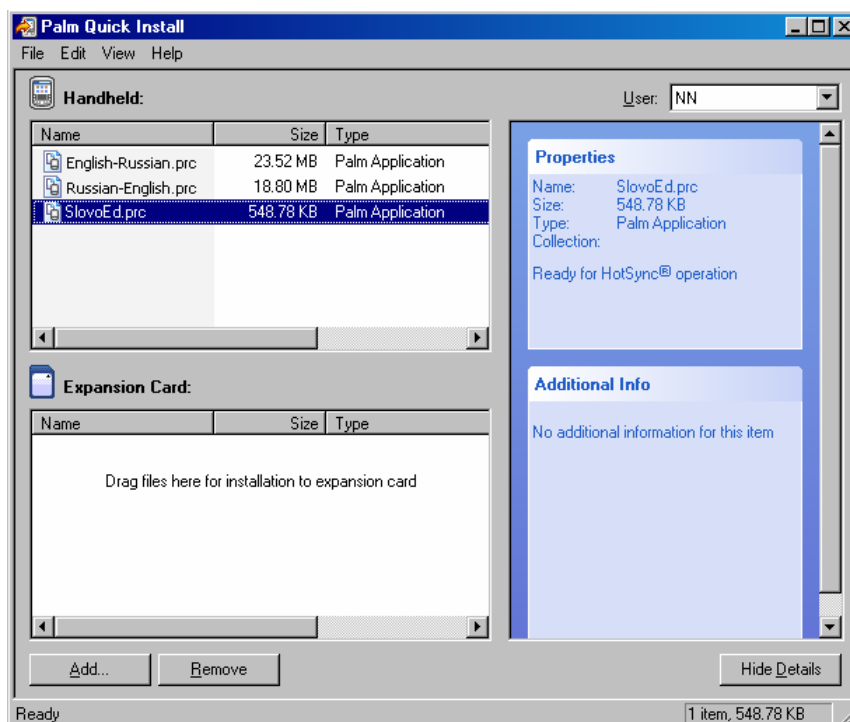 Palm Quick Install
File Edit View Help
Handheld:
User: NN
Name Size Type
English-Russian.prc 23.52 MB Palm Application
Russian-English.prc 18.80 MB Palm Application
SlovoEd.prc 548.78 KB Palm Application
Properties
Name: SlovoEd.prc
Size: 548.78 KB
Type: Palm Application
Collection:
Ready for HotSync® operation
Expansion Card:
Name Size Type
Drag files here for installation to expansion card
Additional Info
No additional information for this item
Add... Remove Hide Details
Ready 1 item, 548.78 KB